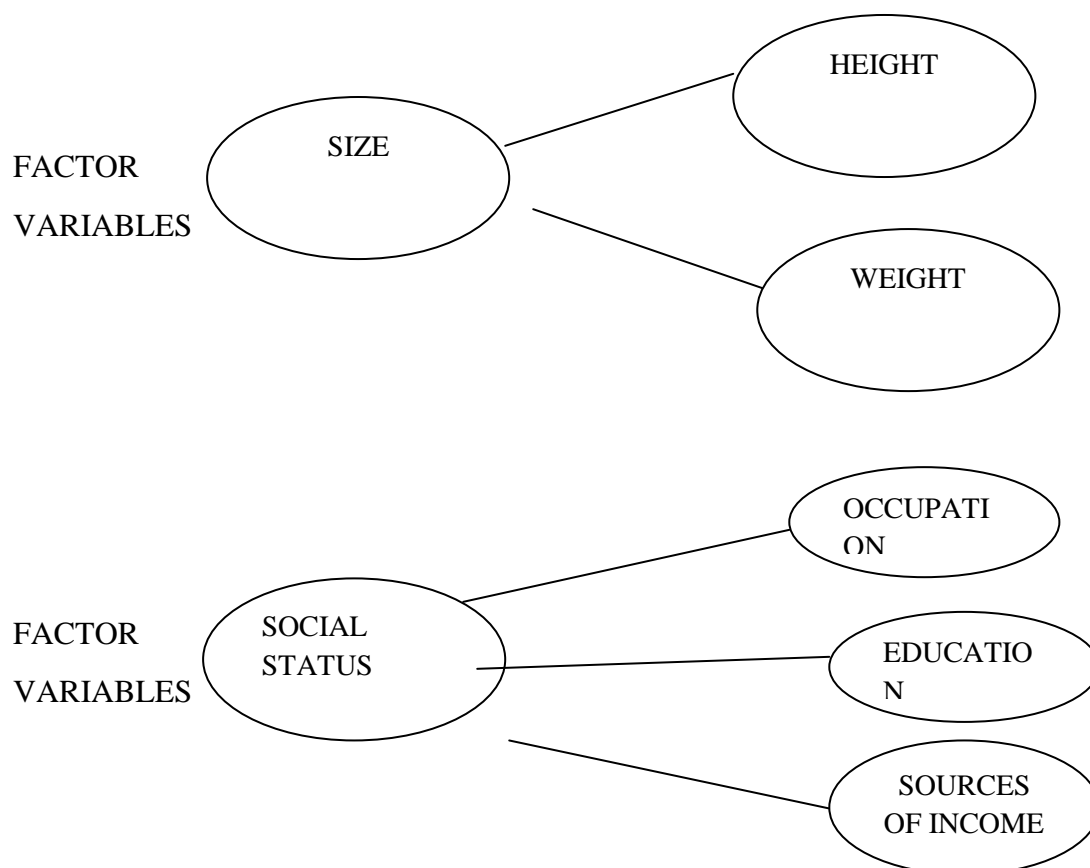 HEIGHT
SIZE
FACTOR
VARIABLES
WEIGHT
OCCUPATI
ON
SOCIAL
STATUS
FACTOR
VARIABLES
EDUCATIO
N
SOURCES
OF INCOME